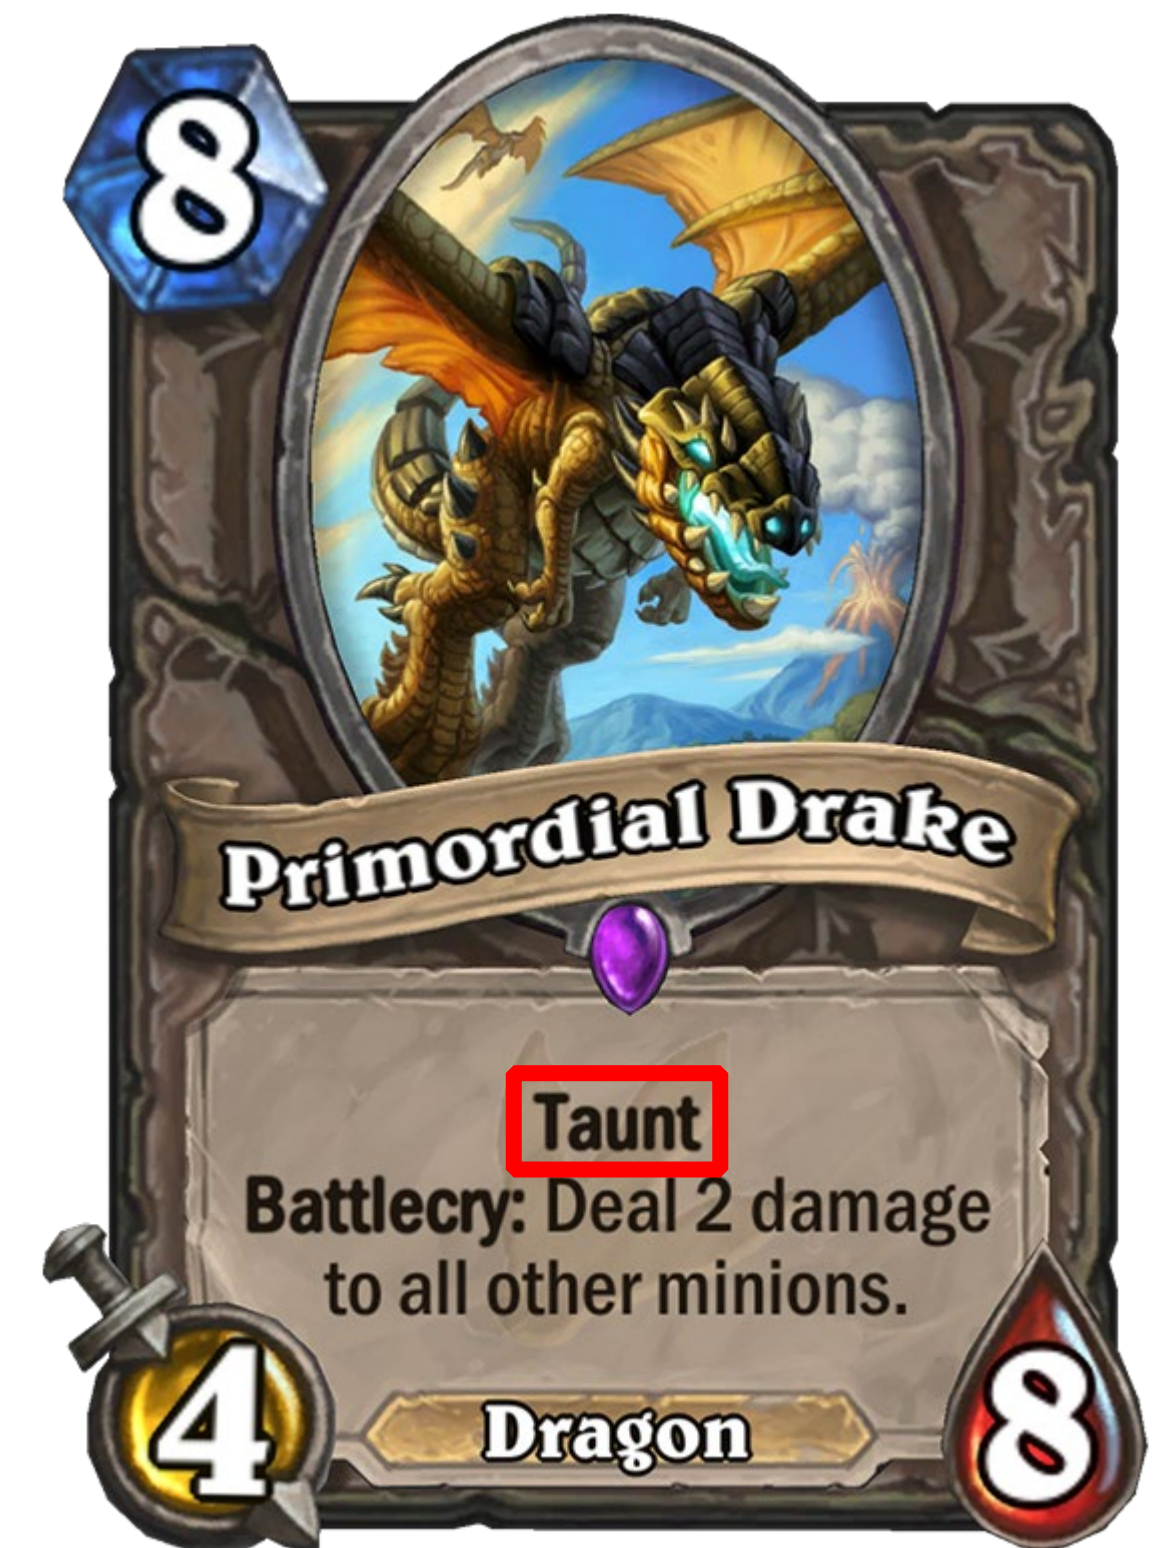 8
Primordial Drake
Taunt
Battlecry: Deal 2 damage
to all other minions.
4
Dragon
8